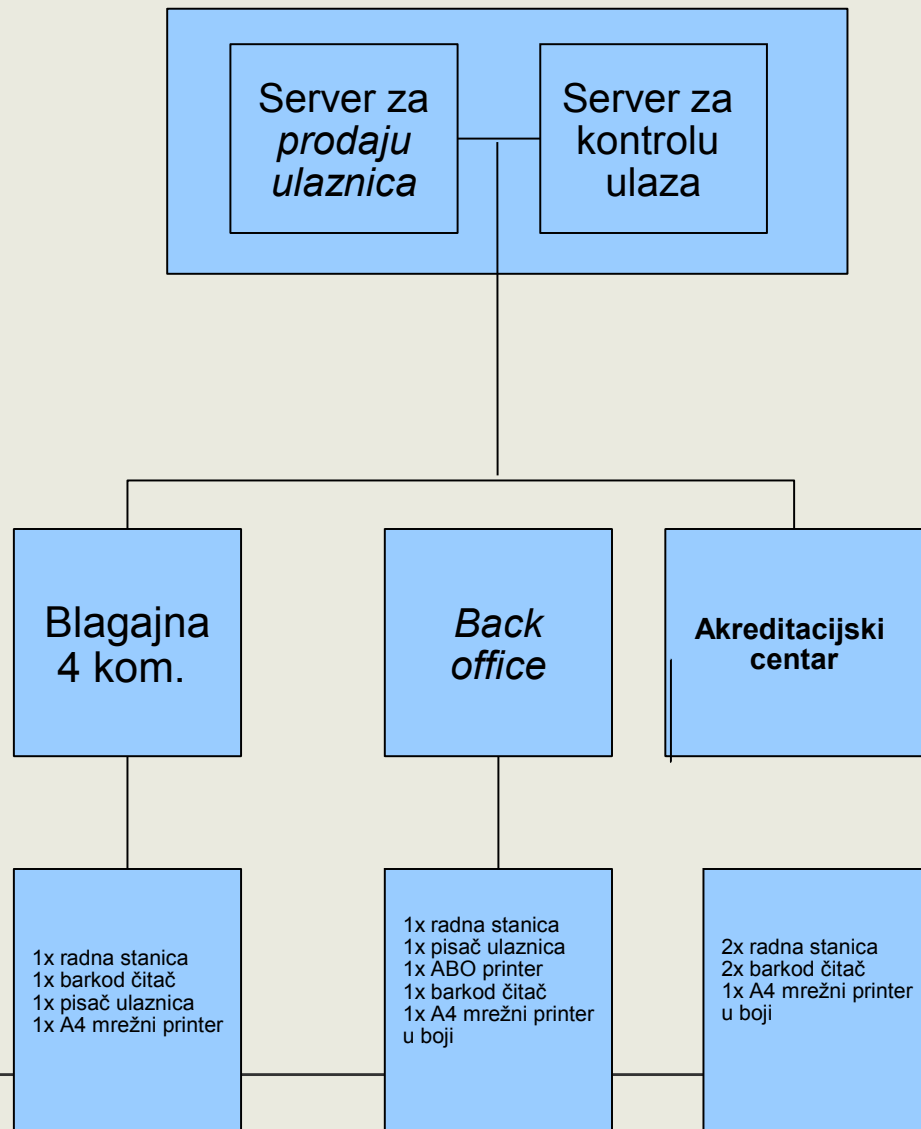 Server za
prodaju
ulaznica
Server za
kontrolu
ulaza
Blagajna
4 kom.
Back
office
Akreditacijski
centar
1x radna stanica
1x barkod čitač
1x pisač ulaznica
1x A4 mrežni printer
1x radna stanica
1x pisač ulaznica
1x ABO printer
1x barkod čitač
1x A4 mrežni printer
u boji
2x radna stanica
2x barkod čitač
1x A4 mrežni printer
u boji